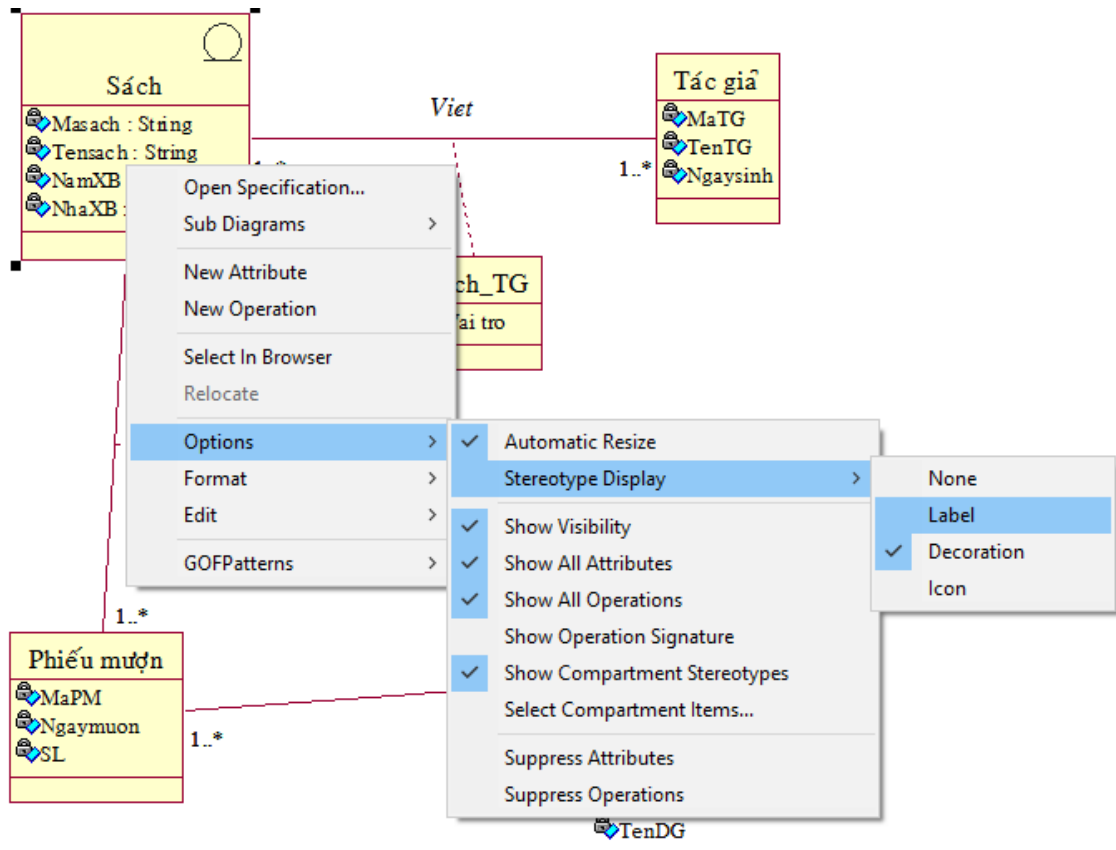 Sách
Masach : String
Tensach : String
NamXB
NhaXB :
Viet
1..*
Tác giả
MaTG
TenTG
Ngaysinh
ch_TG
ai tro
Open Specification...
Sub Diagrams
New Attribute
New Operation
Select In Browser
Relocate
Options
Format
Edit
GOFPatterns
Automatic Resize
Stereotype Display
Show Visibility
Show All Attributes
Show All Operations
Show Operation Signature
Show Compartment Stereotypes
Select Compartment Items...
Suppress Attributes
Suppress Operations
None
Label
Decoration
Icon
1..*
Phiếu mượn
MaPM
Ngaymuon
SL
1..*
TenDG